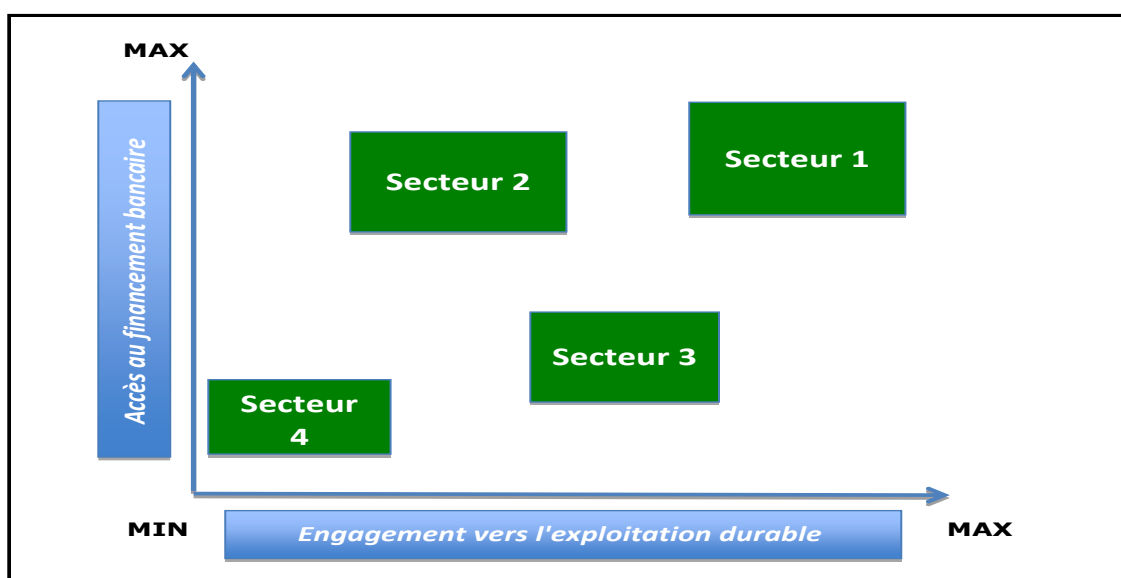 MAX
Accès au financement bancaire
Secteur 1
Secteur 2
Secteur 3
Secteur
4
MIN
Engagement vers l'exploitation durable
MAX